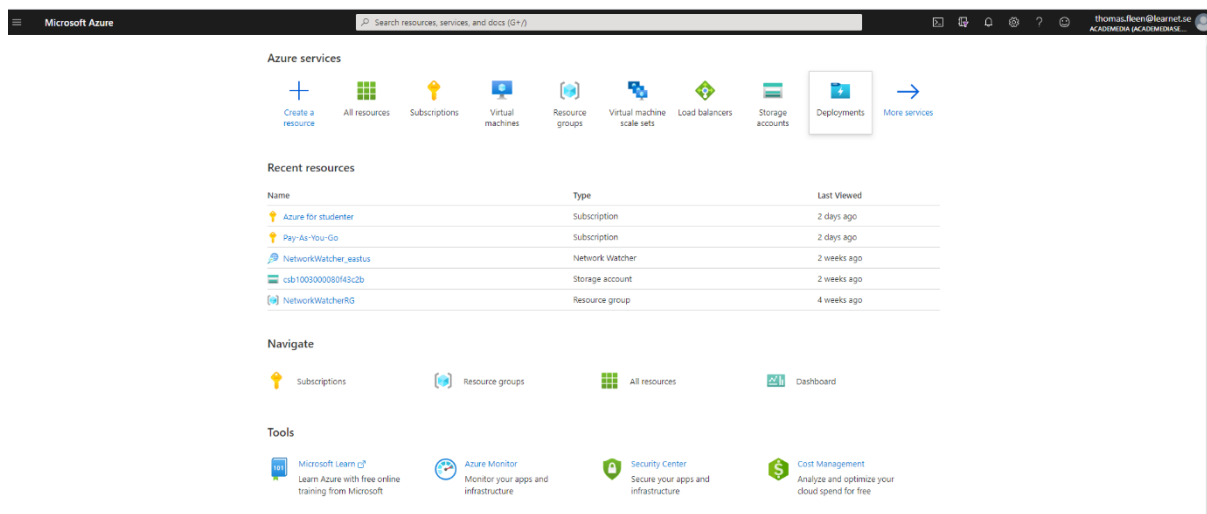 Microsoft Azure
Search resources, services, and docs (G+/)
thomas.fleen@learnet.se
ACADEMEDIA (ACADEMEDIASE...
Azure services
Create a
resource
All resources
Subscriptions
Virtual
machines
Resource
groups
Virtual machine
scale sets
Load balancers
Storage
accounts
Deployments
More services
Recent resources
Name Type Last Viewed
Azure för studenter Subscription 2 days ago
Pay-As-You-Go Subscription 2 days ago
NetworkWatcher_eastus Network Watcher 2 weeks ago
csb1003000080f43c2b Storage account 2 weeks ago
NetworkWatcherRG Resource group 4 weeks ago
Navigate
Subscriptions Resource groups All resources Dashboard
Tools
101
Microsoft Learn
Learn Azure with free online
training from Microsoft
Azure Monitor
Monitor your apps and
infrastructure
Security Center
Secure your apps and
infrastructure
Cost Management
Analyze and optimize your
cloud spend for free